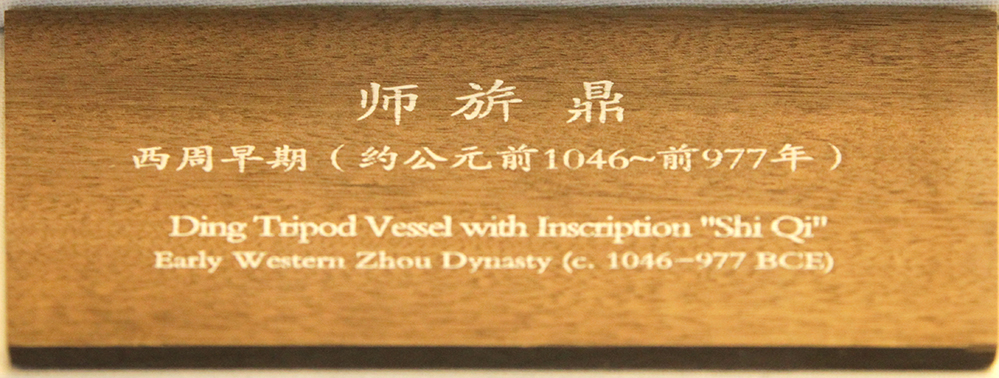 师旂鼎
西周早期（约公元前1046~前977年）
Ding Tripod Vessel with Inscription "Shi Qi"
Early Western Zhou Dynasty (c. 1046-977 BCE)